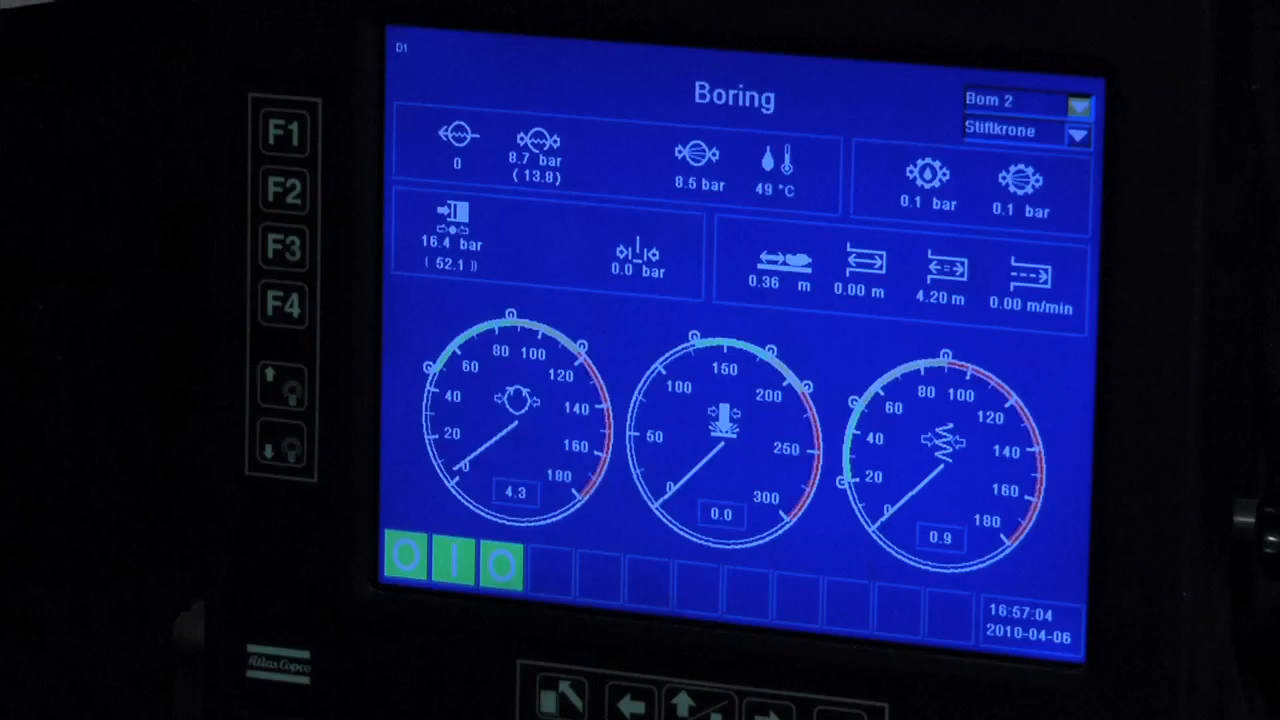 D1
Boring
Bom 2
Stiftkrone
F1
F2
F3
F4
0
8.7 bar
(13.8)
8.5 bar
49 °C
0.1 bar
0.1 bar
16.4 bar
( 52.1 ))
0.0 bar
0.36 m
0.00 m
4.20 m
0.00 m/min
0 20 40 60 80 100 120 140 160 180
4.3
0 50 100 150 200 250 300
0.0
0 20 40 60 80 100 120 140 160 180
0.9
O I O
16:57:04
2010-04-06
Atlas Copco